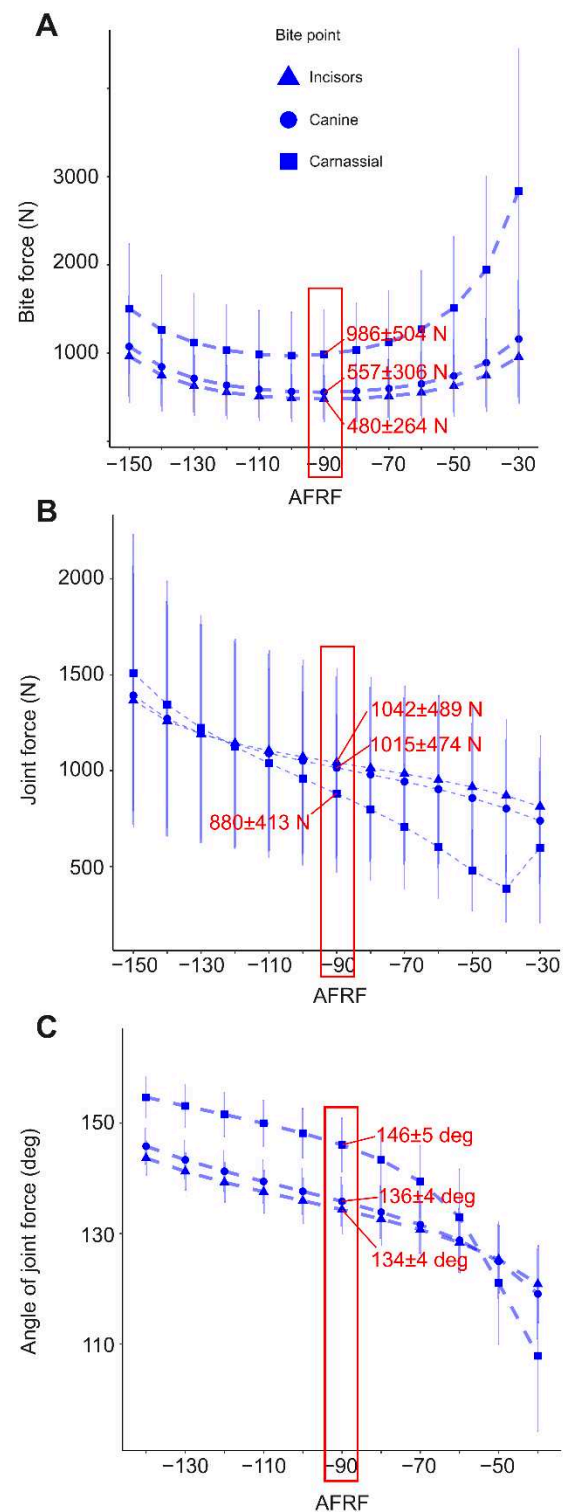 A
Bite point
Incisors
Canine
Carnassial
Bite force (N)
3000
2000
1000
986±504 N
557±306 N
480±264 N
−150 −130 −110 −90 −70 −50 −30
AFRF
B
Joint force (N)
2000
1500
1000
500
1042±489 N
1015±474 N
880±413 N
−150 −130 −110 −90 −70 −50 −30
AFRF
C
Angle of joint force (deg)
150
130
110
146±5 deg
136±4 deg
134±4 deg
−130 −110 −90 −70 −50
AFRF